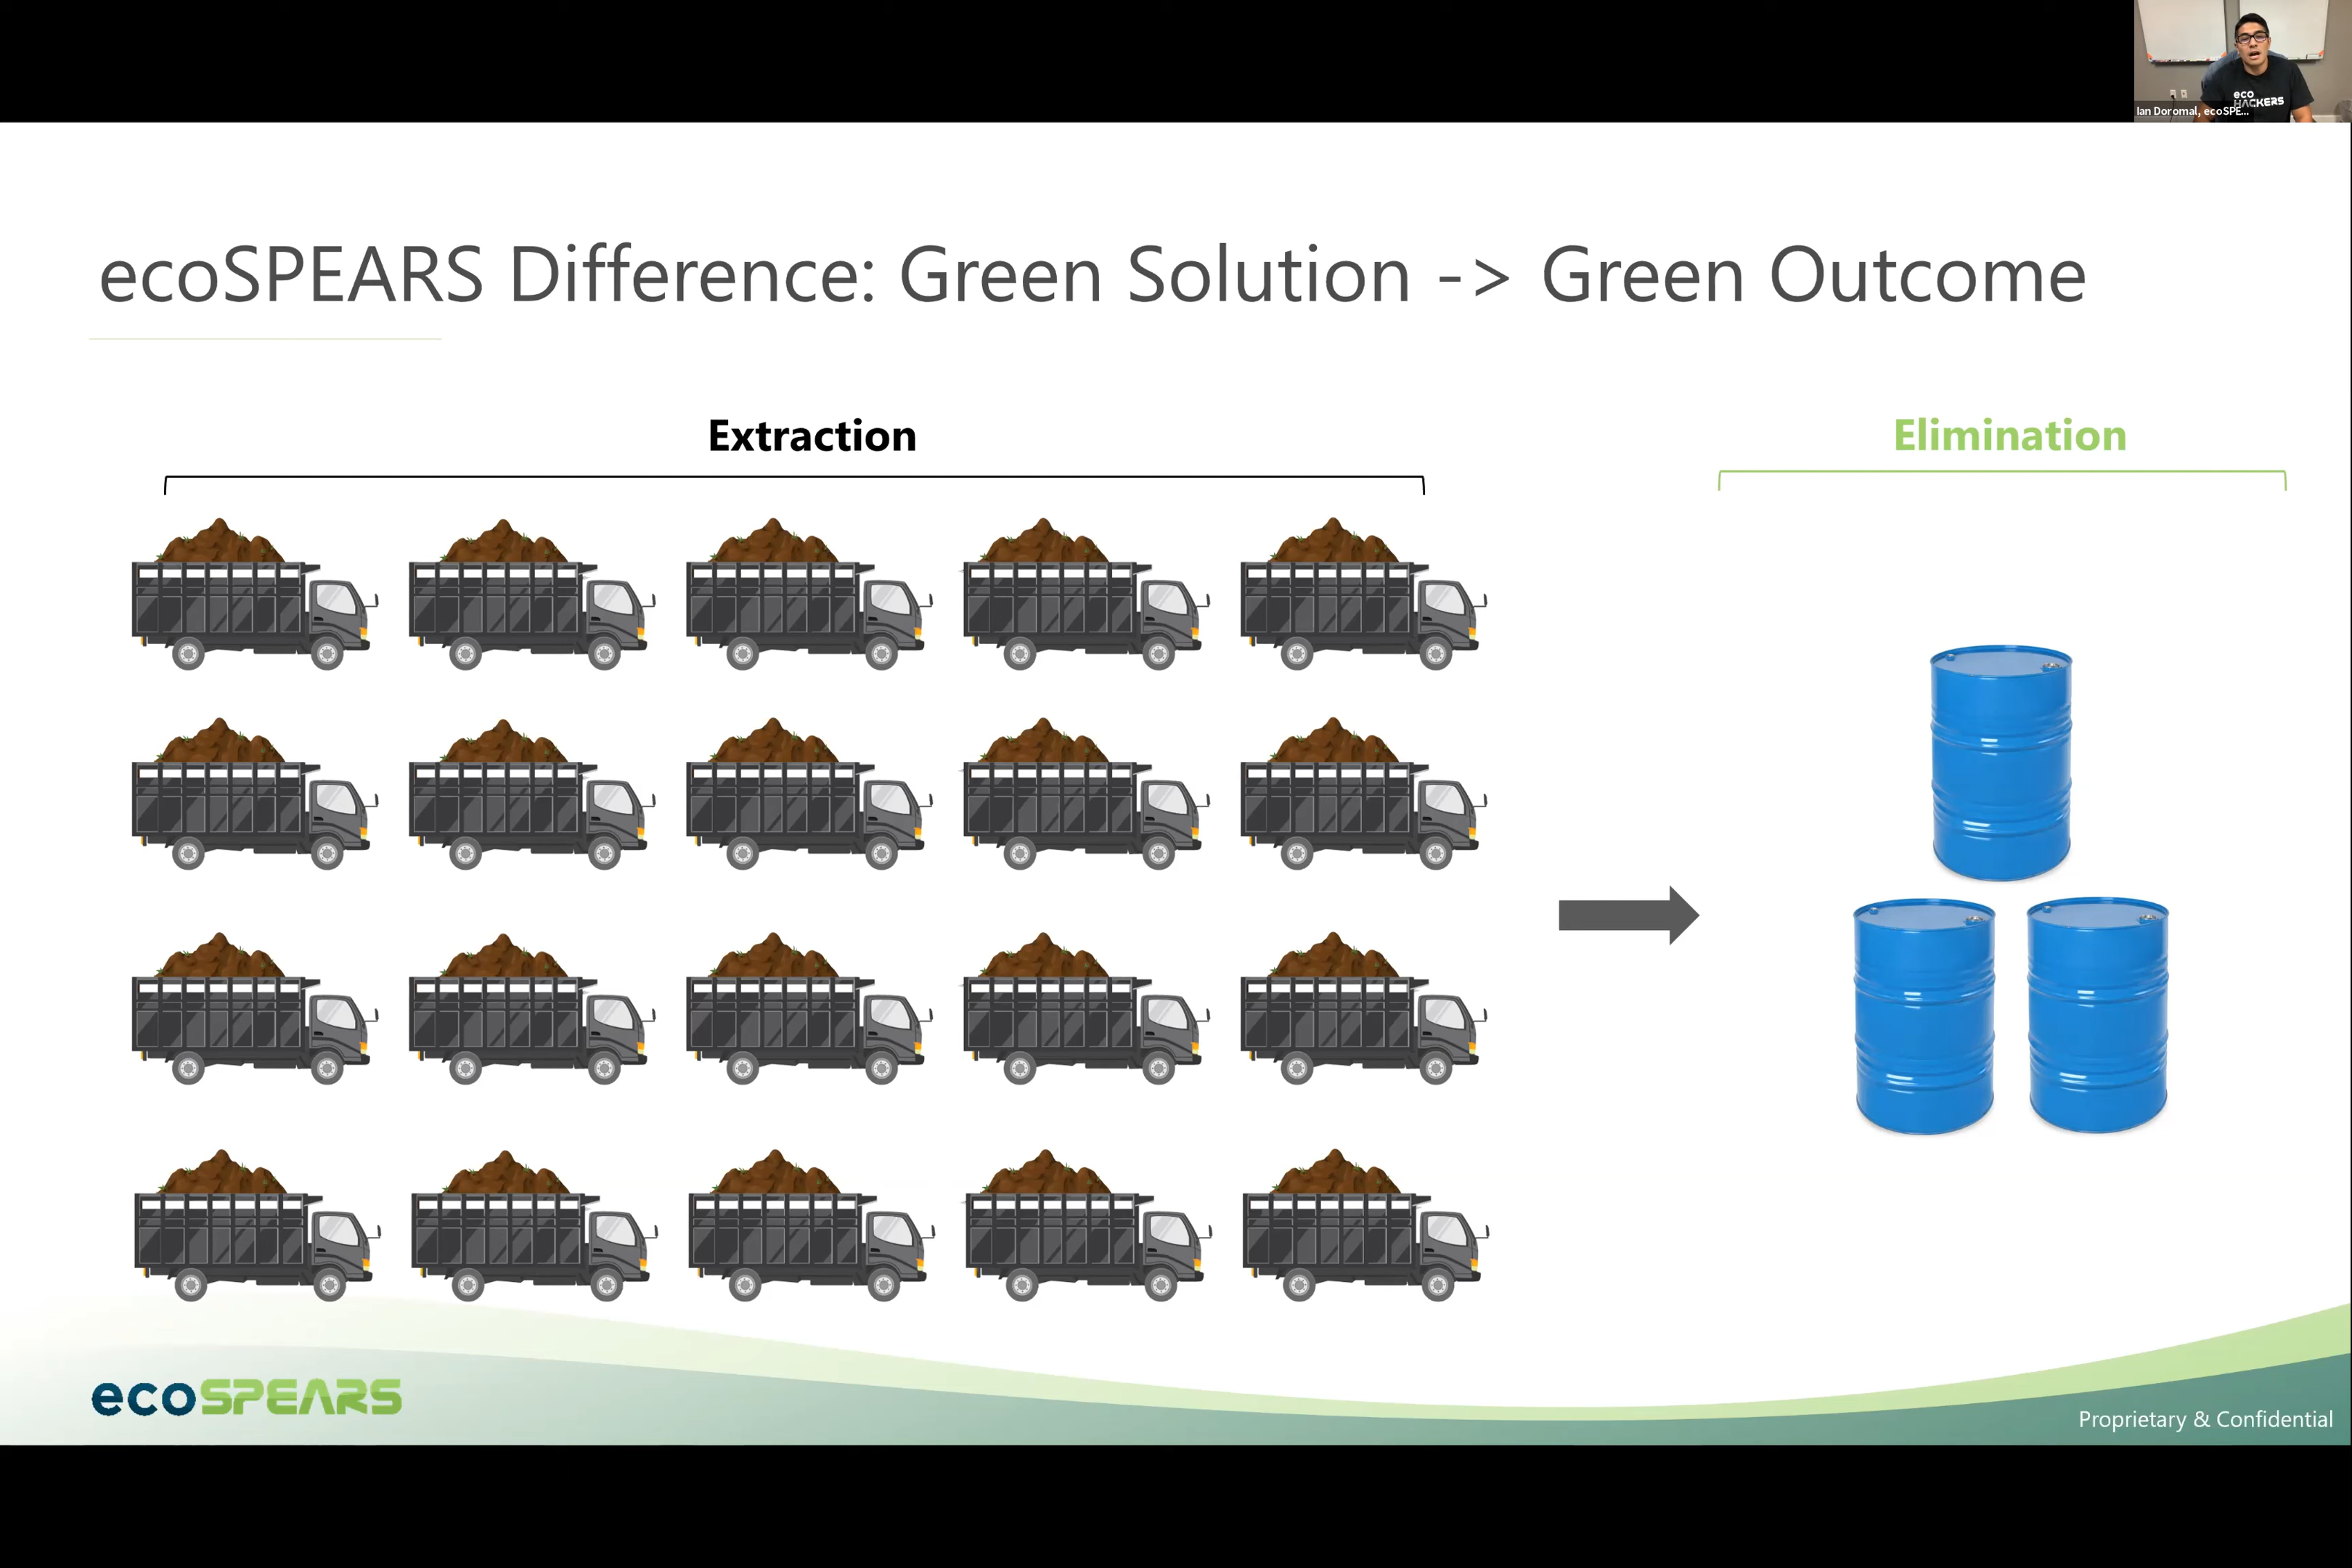 eco
HACKERS
Ian Doromal, ecoSPE...
ecoSPEARS Difference: Green Solution -> Green Outcome
Extraction
Elimination
ecoSPEARS
Proprietary & Confidential